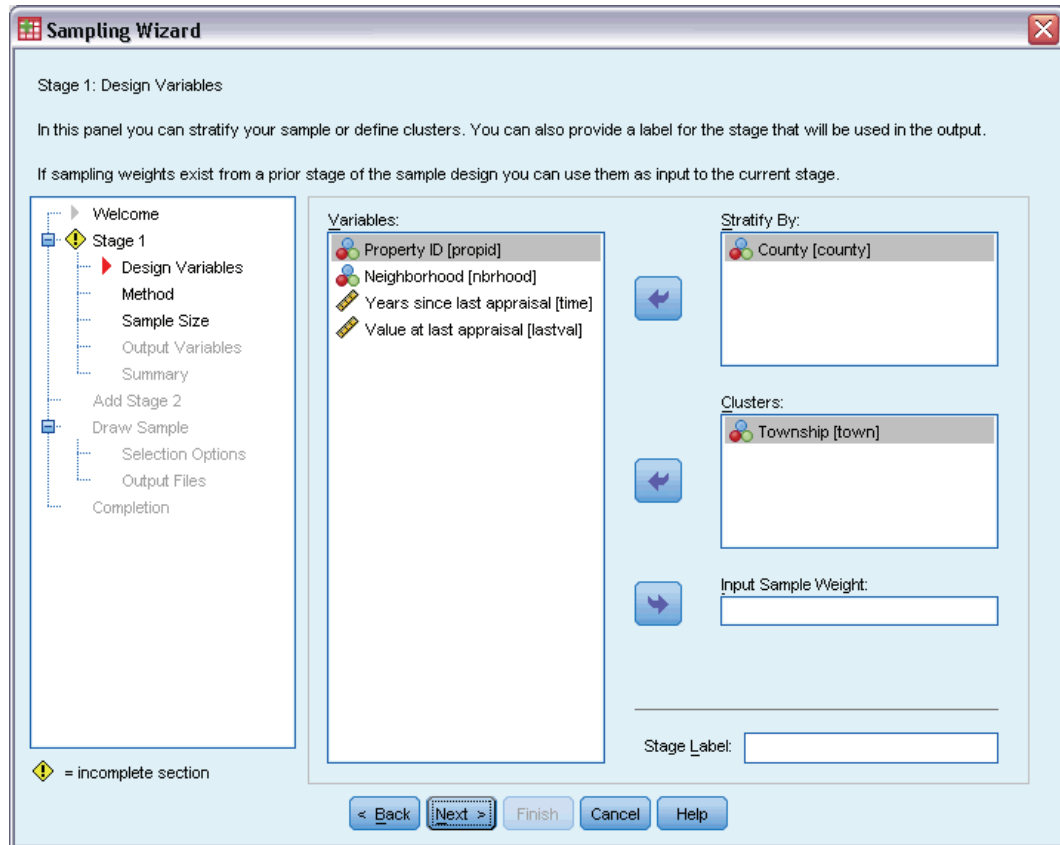 Sampling Wizard
Stage 1: Design Variables
In this panel you can stratify your sample or define clusters. You can also provide a label for the stage that will be used in the output.
If sampling weights exist from a prior stage of the sample design you can use them as input to the current stage.
Welcome
Stage 1
Design Variables
Method
Sample Size
Output Variables
Summary
Add Stage 2
Draw Sample
Selection Options
Output Files
Completion
= incomplete section
Variables:
Property ID [propid]
Neighborhood [nbrhood]
Years since last appraisal [time]
Value at last appraisal [lastval]
Stratify By:
County [county]
Clusters:
Township [town]
Input Sample Weight:
Stage Label:
< Back
Next >
Finish
Cancel
Help